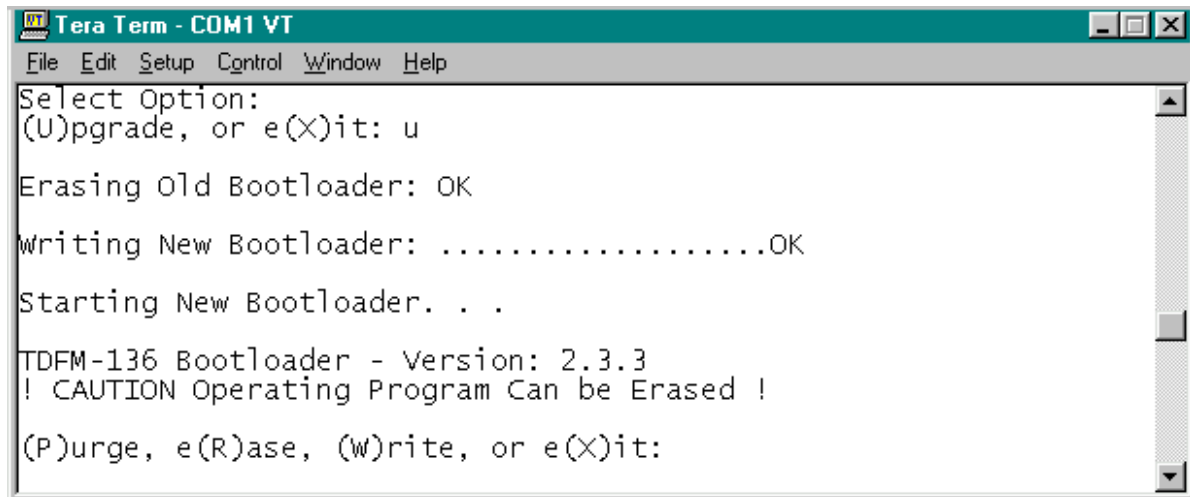 Tera Term - COM1 VT
File Edit Setup Control Window Help
Select Option:
(U)pgrade, or e(X)it: u
Erasing Old Bootloader: OK
Writing New Bootloader: ...................OK
Starting New Bootloader. . .
TDFM-136 Bootloader - Version: 2.3.3
! CAUTION Operating Program Can be Erased !
(P)urge, e(R)ase, (W)rite, or e(X)it: